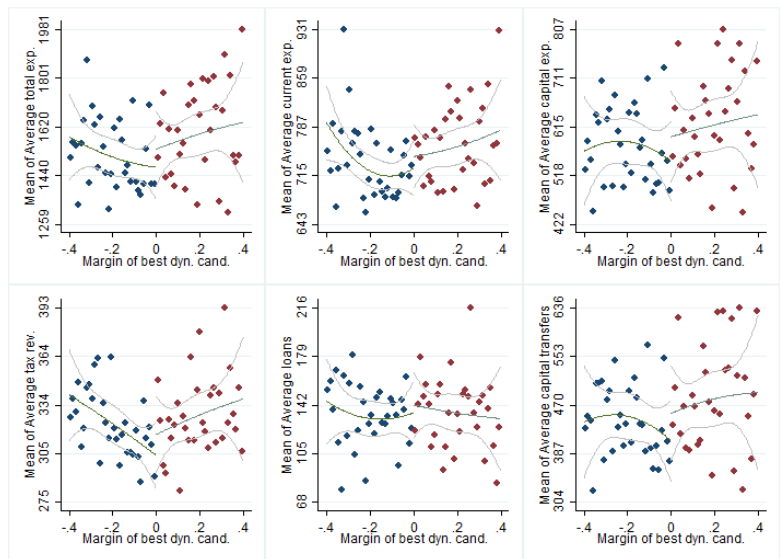 Mean of Average total exp.
1981
1801
1620
1440
1259
-.4 -.2 0 .2 .4
Margin of best dyn. cand.
Mean of Average current exp.
931
859
787
715
643
-.4 -.2 0 .2 .4
Margin of best dyn. cand.
Mean of Average capital exp.
807
711
615
518
422
-.4 -.2 0 .2 .4
Margin of best dyn. cand.
Mean of Average tax rev.
393
364
334
305
275
-.4 -.2 0 .2 .4
Margin of best dyn. cand.
Mean of Average loans
216
179
142
105
68
-.4 -.2 0 .2 .4
Margin of best dyn. cand.
Mean of Average capital transfers
636
553
470
387
304
-.4 -.2 0 .2 .4
Margin of best dyn. cand.